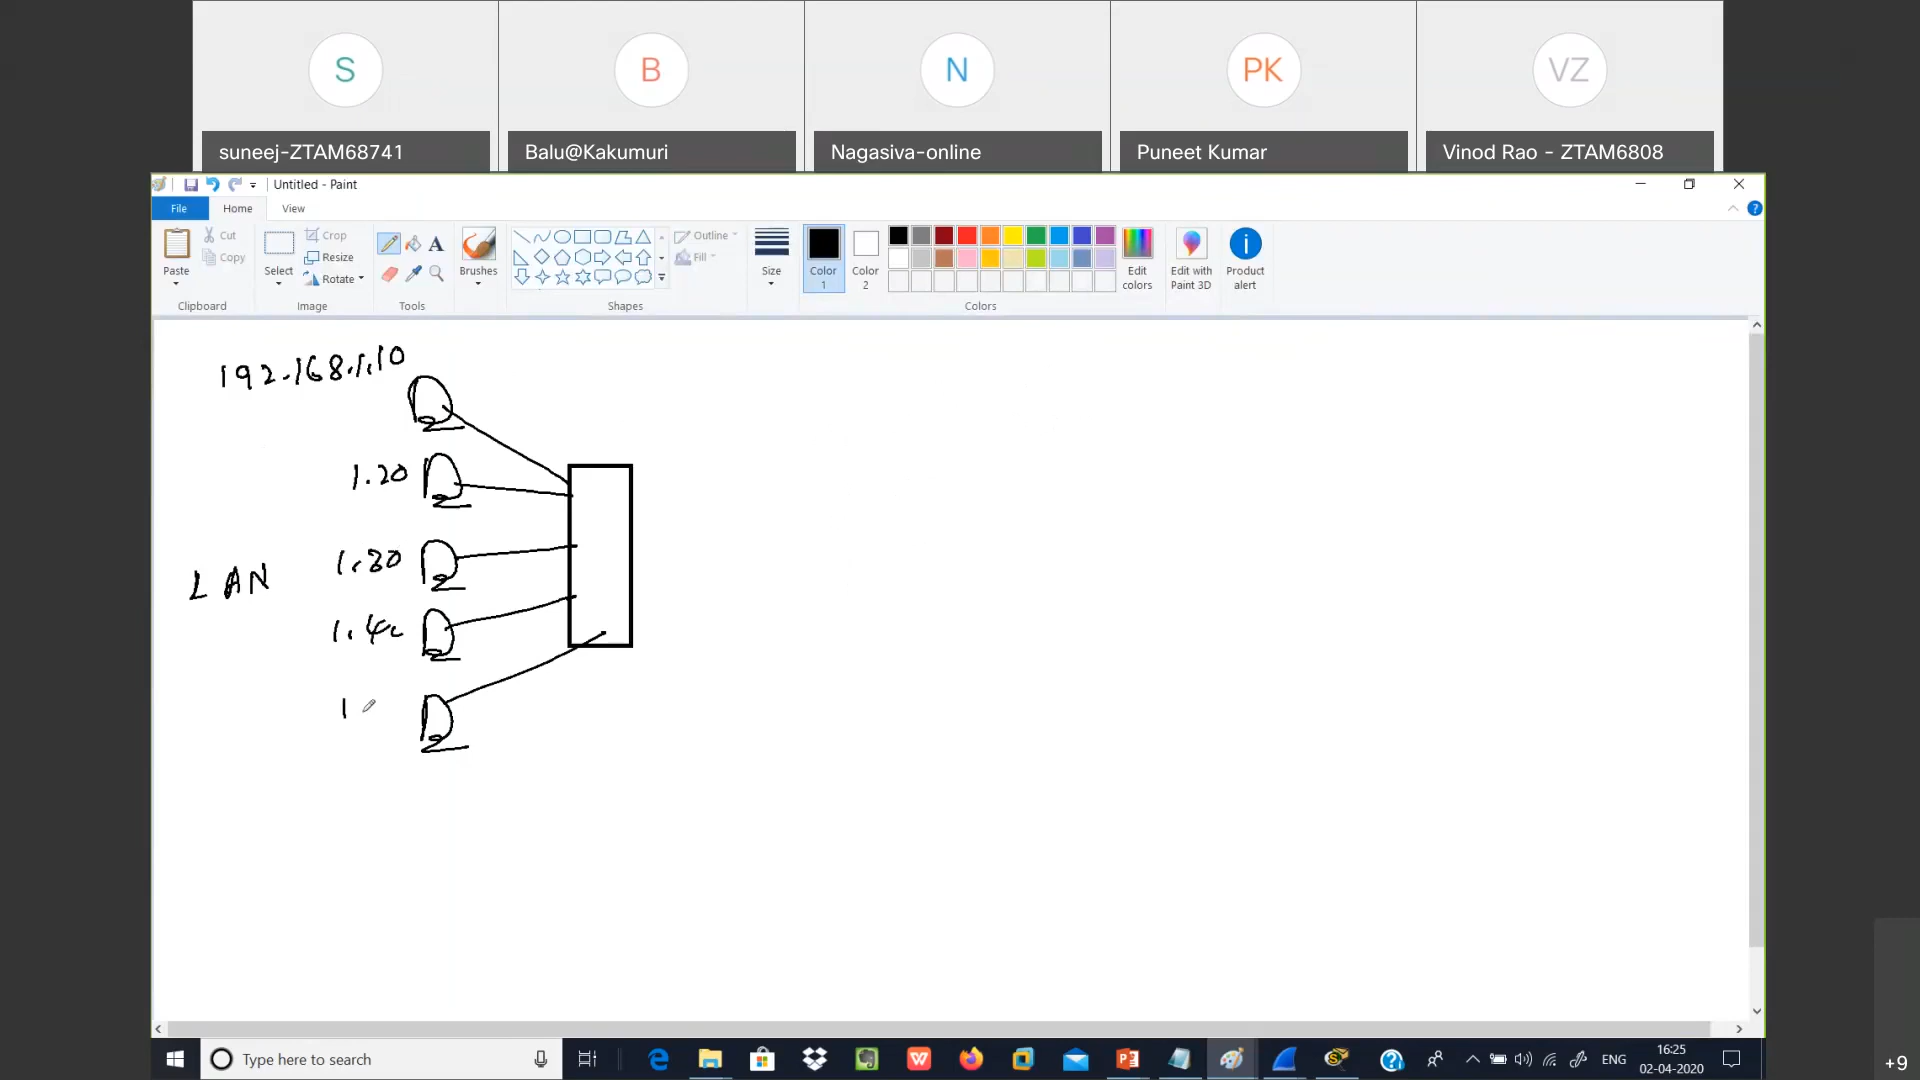 S B N PK VZ
suneej-ZTAM68741 Balu@Kakumuri Nagasiva-online Puneet Kumar Vinod Rao - ZTAM6808
Untitled - Paint
File Home View
Paste Cut Copy Clipboard
Select Crop Resize Rotate Image
A Tools
Brushes
Outline Fill Shapes
Size
Color 1 Color 2 Edit colors Colors
Edit with Paint 3D
Product alert
192.168.1.10
1.20
1.30
LAN
1.40
1
Type here to search
ENG
16:25
02-04-2020
+9